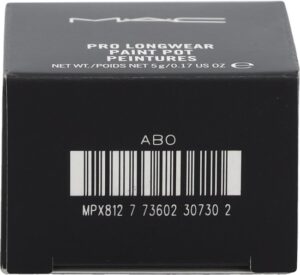 MAC
PRO LONGWEAR
PAINT POT
PEINTURES
NET WT./POIDS NET 5g/0.17 US OZ ℮
ABO
MPX812 7 73602 30730 2